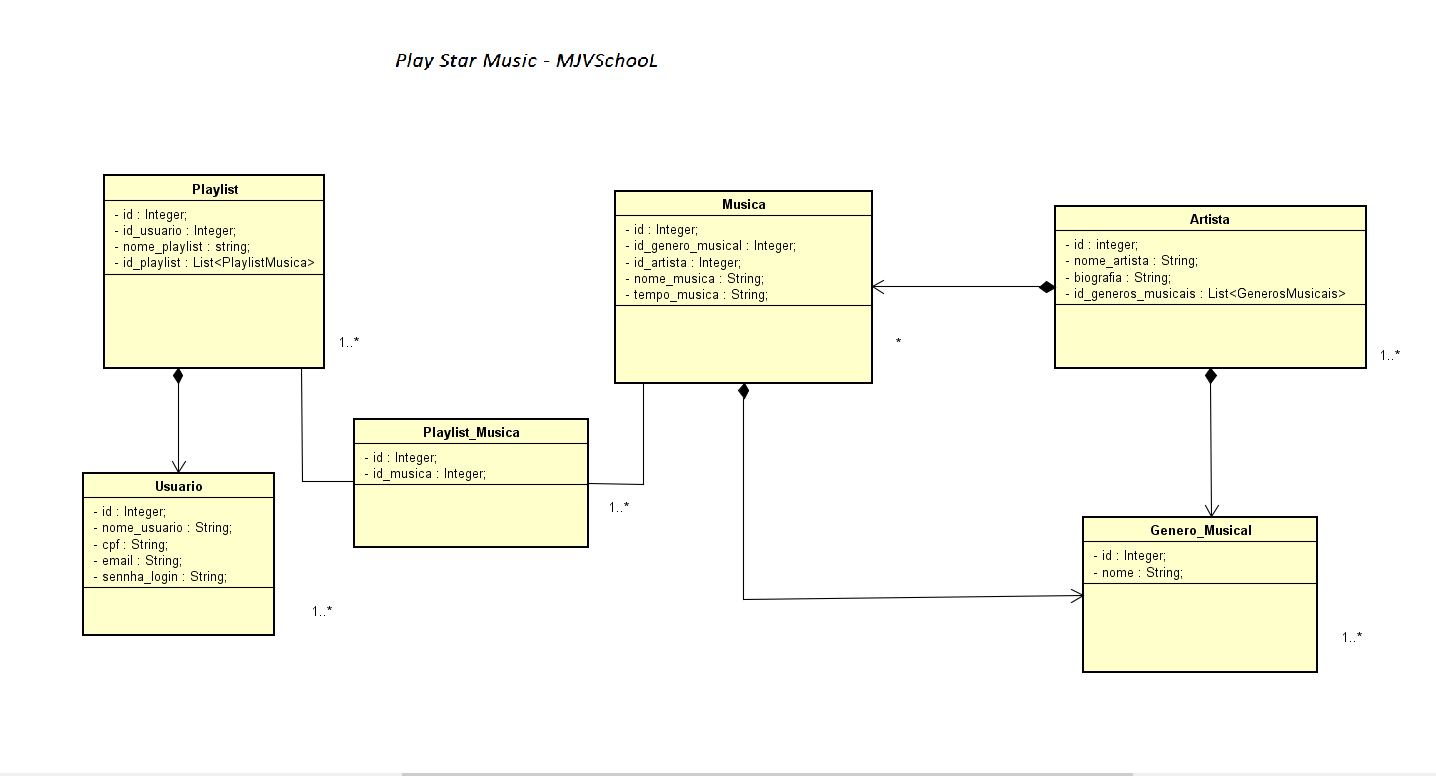 Play Star Music - MJVSchooL
Playlist
- id : Integer;
- id_usuario : Integer;
- nome_playlist : string;
- id_playlist : List<PlaylistMusica>
1..*
Musica
- id : Integer;
- id_genero_musical : Integer;
- id_artista : Integer;
- nome_musica : String;
- tempo_musica : String;
*
Artista
- id : integer;
- nome_artista : String;
- biografia : String;
- id_generos_musicais : List<GenerosMusicais>
1..*
Playlist_Musica
- id : Integer;
- id_musica : Integer;
1..*
Usuario
- id : Integer;
- nome_usuario : String;
- cpf : String;
- email : String;
- sennha_login : String;
1..*
Genero_Musical
- id : Integer;
- nome : String;
1..*